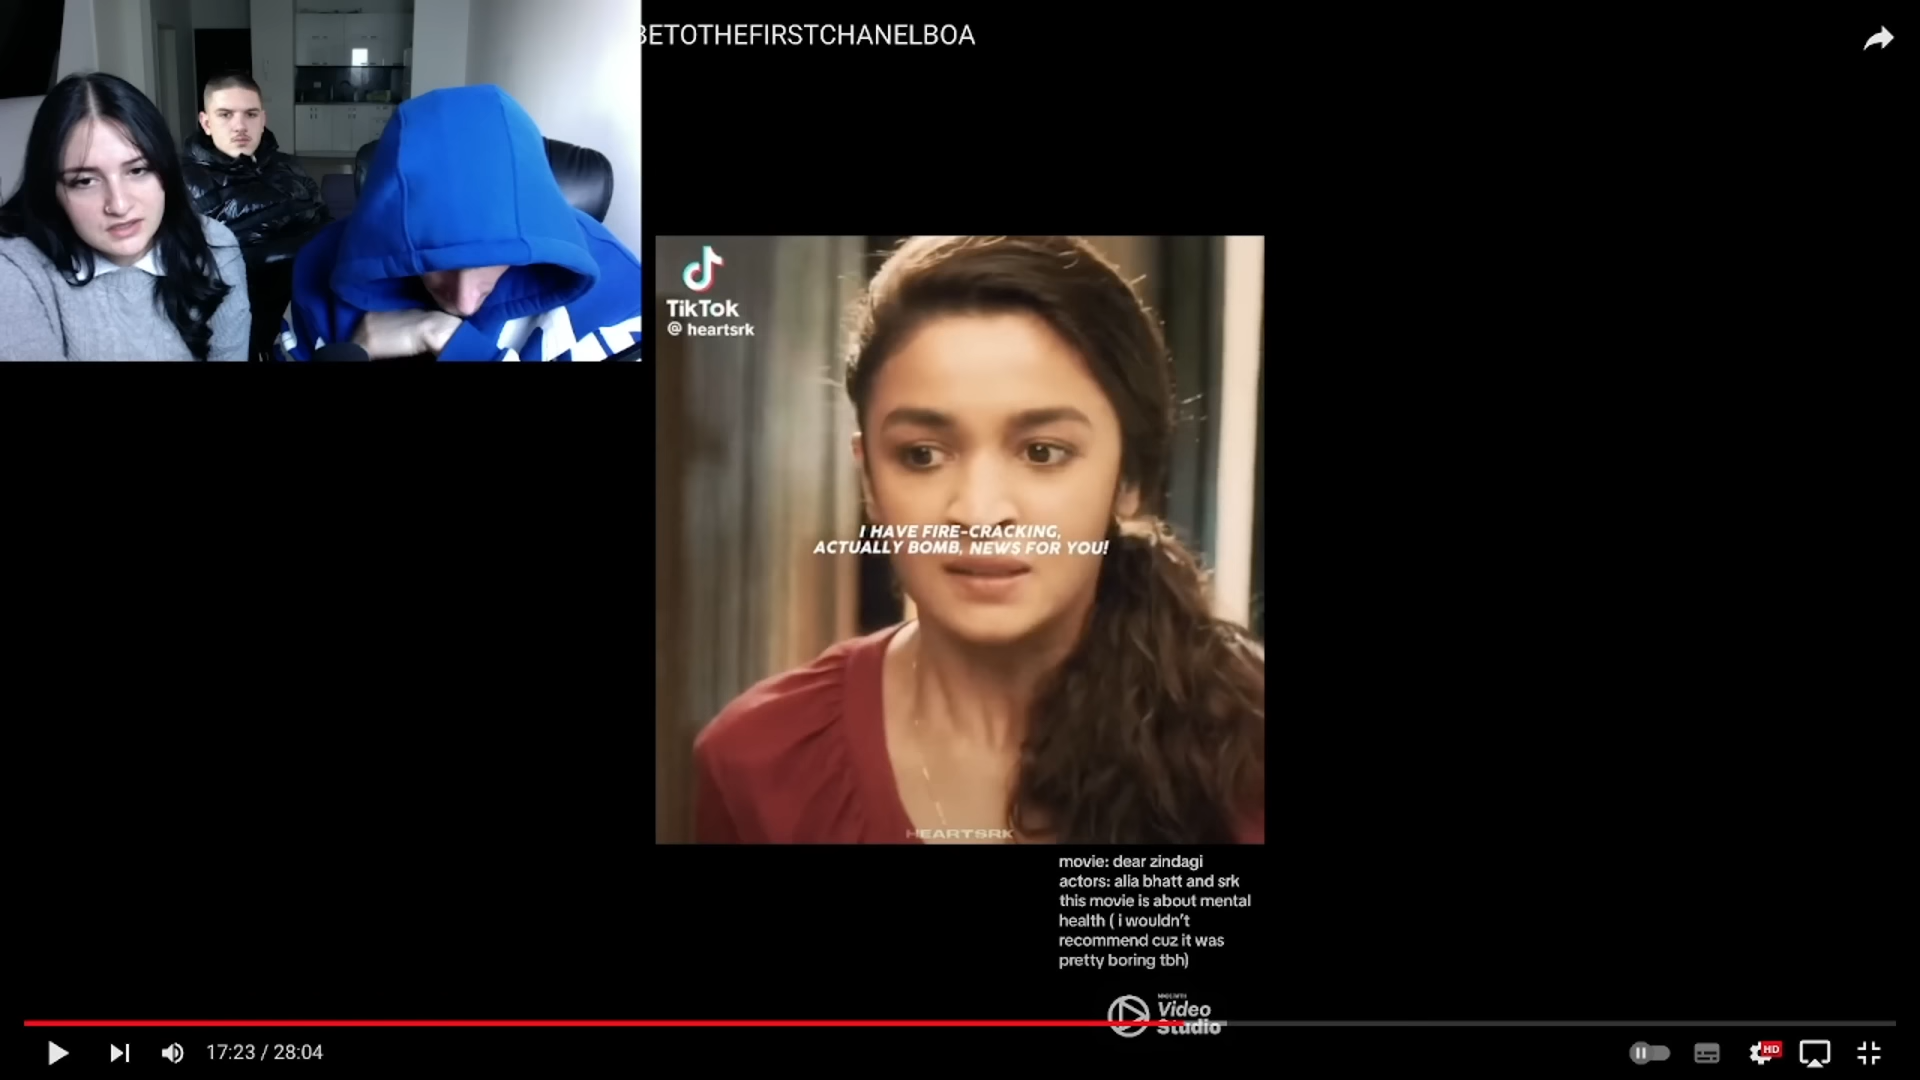 BETOTHEFIRSTCHANELBOA
TikTok
@ heartsrk
I HAVE FIRE-CRACKING,
ACTUALLY BOMB, NEWS FOR YOU!
HEARTSRK
movie: dear zindagi
actors: alia bhatt and srk
this movie is about mental
health ( i wouldn't
recommend cuz it was
pretty boring tbh)
Video
Studio
17:23 / 28:04
HD